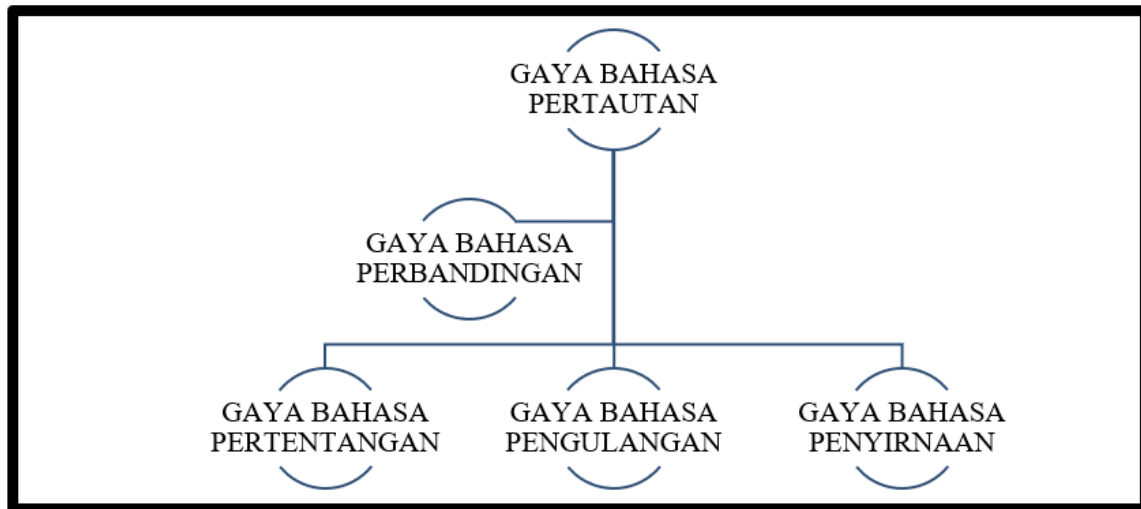 GAYA BAHASA
PERTAUTAN
GAYA BAHASA
PERBANDINGAN
GAYA BAHASA
PERTENTANGAN
GAYA BAHASA
PENGULANGAN
GAYA BAHASA
PENYIRNAAN